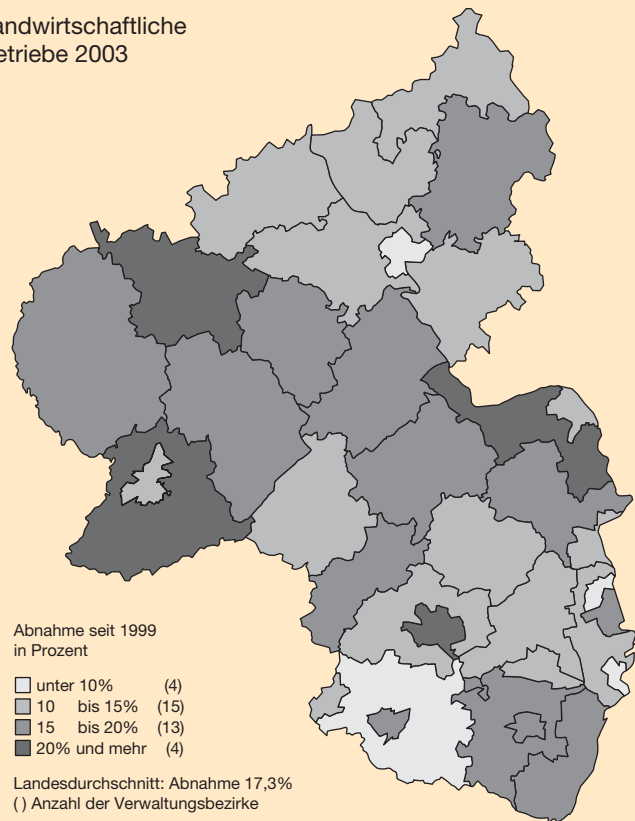 andwirtschaftliche
etriebe 2003
Abnahme seit 1999
in Prozent
unter 10% (4)
10 bis 15% (15)
15 bis 20% (13)
20% und mehr (4)
Landesdurchschnitt: Abnahme 17,3%
( ) Anzahl der Verwaltungsbezirke